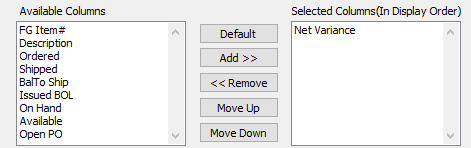 Available Columns
FG Item#
Description
Ordered
Shipped
BalTo Ship
Issued BOL
On Hand
Available
Open PO
Default
Add >>
<< Remove
Move Up
Move Down
Selected Columns(In Display Order)
Net Variance